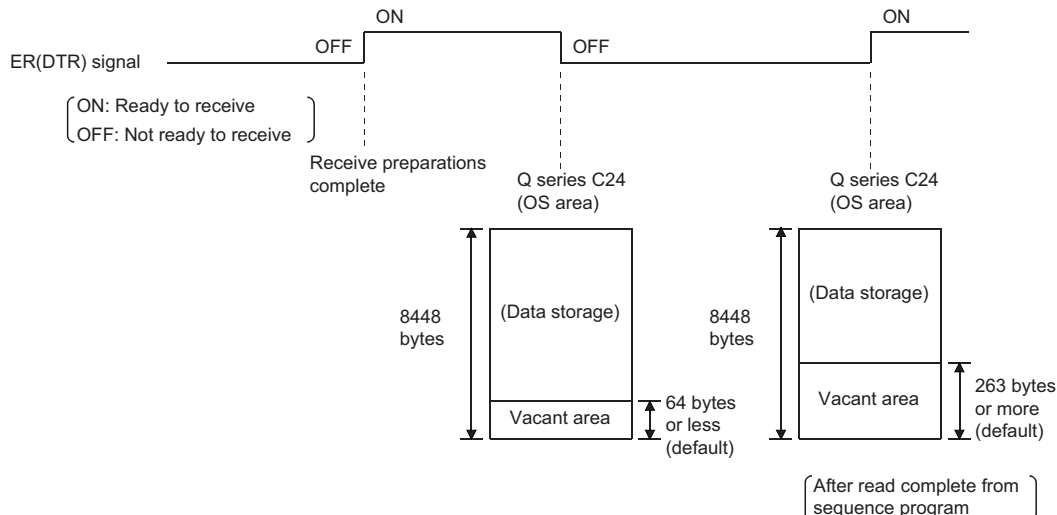 ON
ON
OFF
OFF
ER(DTR) signal
ON: Ready to receive
OFF: Not ready to receive
Receive preparations
complete
Q series C24
(OS area)
Q series C24
(OS area)
8448
bytes
(Data storage)
Vacant area
64 bytes
or less
(default)
8448
bytes
(Data storage)
Vacant area
263 bytes
or more
(default)
After read complete from
sequence program